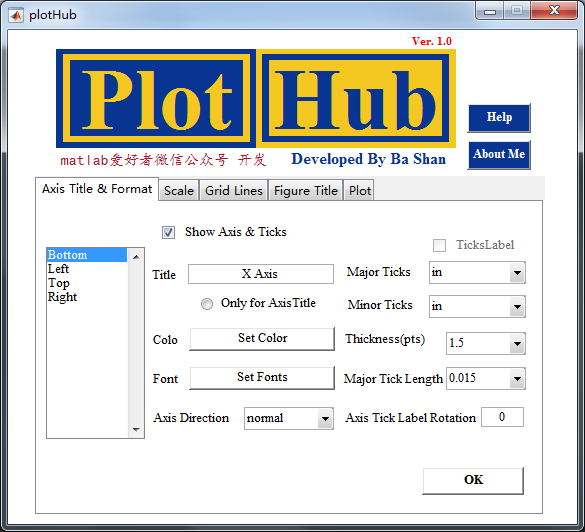 plotHub
Ver. 1.0
Plot Hub
matlab爱好者微信公众号 开发
Developed By Ba Shan
Help
About Me
Axis Title & Format
Scale
Grid Lines
Figure Title
Plot
Show Axis & Ticks
TicksLabel
Bottom
Left
Top
Right
Title
X Axis
Major Ticks
in
Only for AxisTitle
Minor Ticks
in
Colo
Set Color
Thickness(pts)
1.5
Font
Set Fonts
Major Tick Length
0.015
Axis Direction
normal
Axis Tick Label Rotation
0
OK